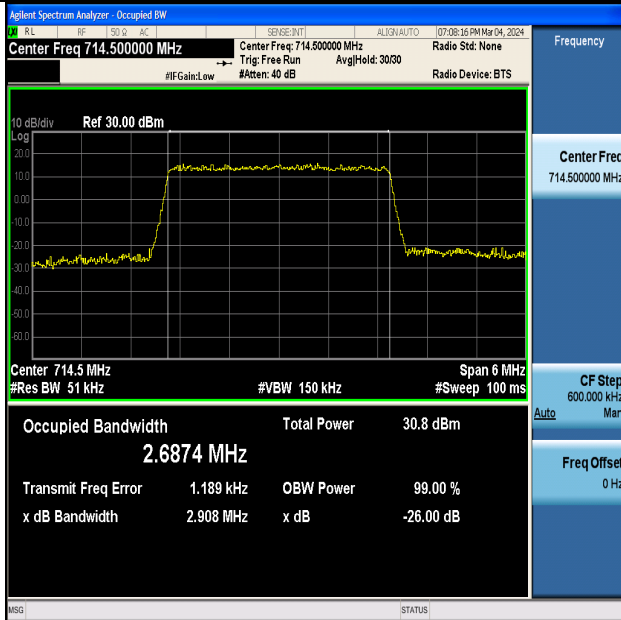 Agilent Spectrum Analyzer - Occupied BW
LXI RL RF 50 Ω AC SENSE:INT ALIGN AUTO 07:08:16 PM Mar 04, 2024
Center Freq 714.500000 MHz
Center Freq: 714.500000 MHz
Radio Std: None
Trig: Free Run Avg|Hold: 30/30
#IFGain:Low #Atten: 40 dB Radio Device: BTS
Frequency
10 dB/div Ref 30.00 dBm
Log
20.0
10.0
0.00
-10.0
-20.0
-30.0
-40.0
-50.0
-60.0
Center 714.5 MHz Span 6 MHz
#Res BW 51 kHz #VBW 150 kHz #Sweep 100 ms
Occupied Bandwidth Total Power 30.8 dBm
2.6874 MHz
Transmit Freq Error 1.189 kHz OBW Power 99.00 %
x dB Bandwidth 2.908 MHz x dB -26.00 dB
Center Freq
714.500000 MHz
CF Step
600.000 kHz
Auto Man
Freq Offset
0 Hz
MSG STATUS